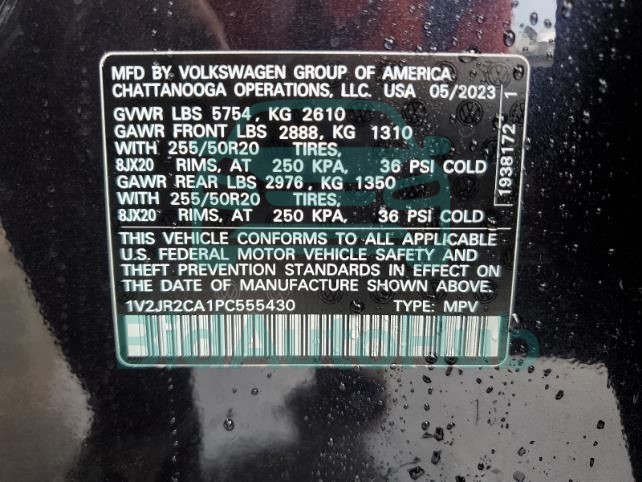 MFD BY VOLKSWAGEN GROUP OF AMERICA
CHATTANOOGA OPERATIONS, LLC. USA 05/2023
GVWR LBS 5754, KG 2610
GAWR FRONT LBS 2888, KG 1310
WITH 255/50R20 TIRES,
8JX20 RIMS, AT 250 KPA, 36 PSI COLD
GAWR REAR LBS 2976, KG 1350
WITH 255/50R20 TIRES,
8JX20 RIMS, AT 250 KPA, 36 PSI COLD
THIS VEHICLE CONFORMS TO ALL APPLICABLE
U.S. FEDERAL MOTOR VEHICLE SAFETY AND
THEFT PREVENTION STANDARDS IN EFFECT ON
THE DATE OF MANUFACTURE SHOWN ABOVE.
1V2JR2CA1PC555430 TYPE: MPV
1938172 1